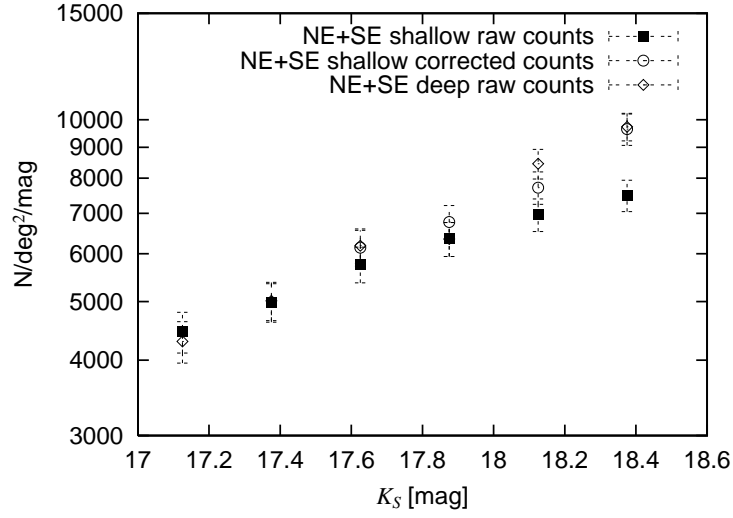 15000
NE+SE shallow raw counts
NE+SE shallow corrected counts
NE+SE deep raw counts
10000
9000
8000
7000
6000
5000
4000
3000
N/deg²/mag
17 17.2 17.4 17.6 17.8 18 18.2 18.4 18.6
K_S [mag]